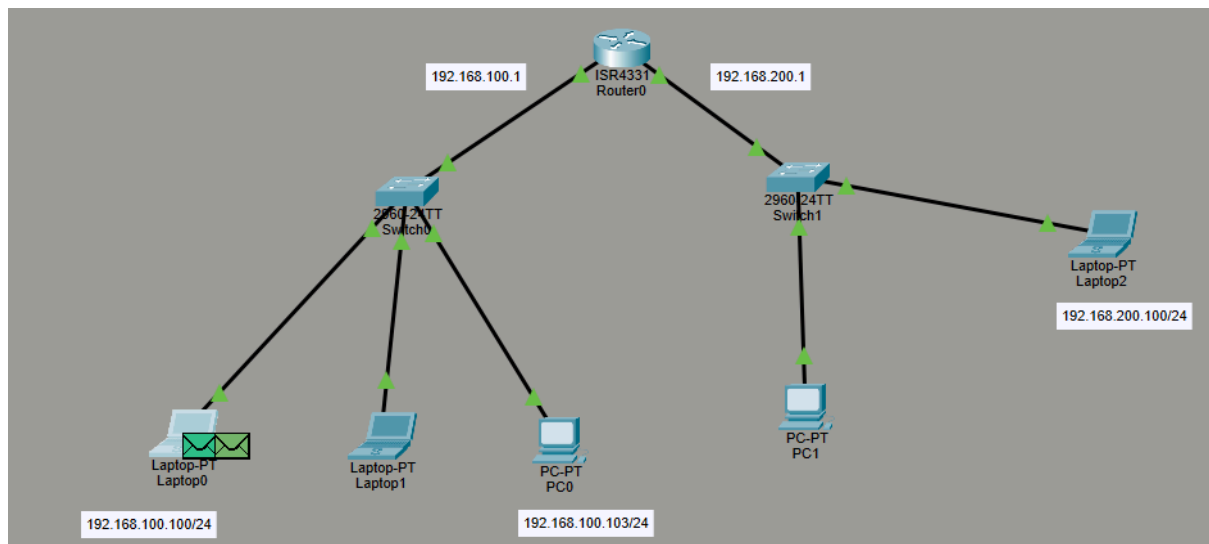 192.168.100.1
ISR4331
Router0
192.168.200.1
2960-24TT
Switch0
2960-24TT
Switch1
Laptop-PT
Laptop2
192.168.200.100/24
Laptop-PT
Laptop0
Laptop-PT
Laptop1
PC-PT
PC0
PC-PT
PC1
192.168.100.100/24
192.168.100.103/24